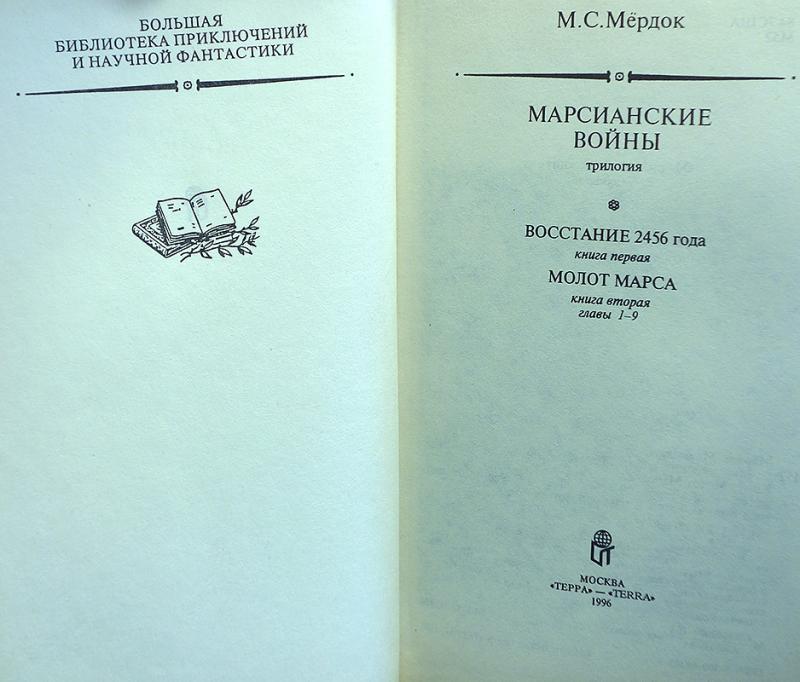 БОЛЬШАЯ
БИБЛИОТЕКА ПРИКЛЮЧЕНИЙ
И НАУЧНОЙ ФАНТАСТИКИ
М.С.Мёрдок
МАРСИАНСКИЕ
ВОЙНЫ
трилогия
ВОССТАНИЕ 2456 года
книга первая
МОЛОТ МАРСА
книга вторая
главы 1–9
МОСКВА
«ТЕРРА» — «TERRA»
1996